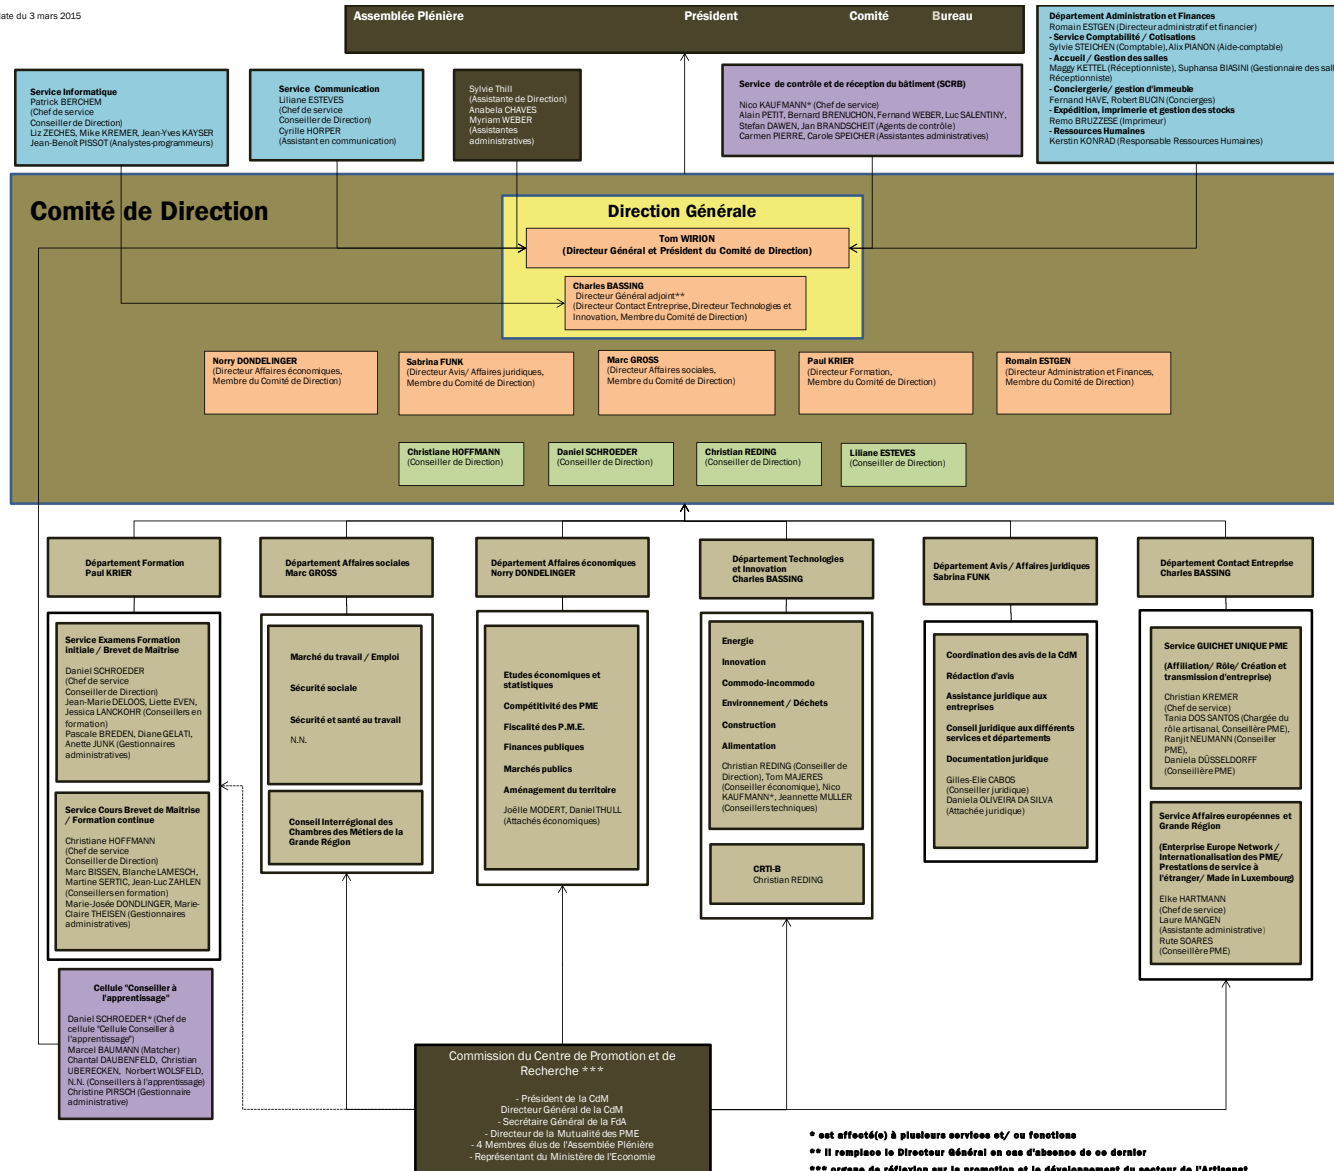 date du 3 mars 2015
Assemblée Plénière Président Comité Bureau
Département Administration et Finances
Romain ESTGEN (Directeur administratif et financier)
- Service Comptabilité / Cotisations
Sylvie STEICHEN (Comptable), Alix PIANON (Aide-comptable)
- Accueil / Gestion des salles
Maggy KETTEL (Réceptionniste), Suphansa BIASINI (Gestionnaire des sall
Réceptionniste)
- Conciergerie/ gestion d'immeuble
Fernand HAVE, Robert BUCIN (Concierges)
- Expédition, imprimerie et gestion des stocks
Remo BRUZZESE (Imprimeur)
- Ressources Humaines
Kerstin KONRAD (Responsable Ressources Humaines)
Service Informatique
Patrick BERCHEM
(Chef de service
Conseiller de Direction)
Liz ZECHES, Mike KREMER, Jean-Yves KAYSER
Jean-Benoît PISSOT (Analystes-programmeurs)
Service Communication
Liliane ESTEVES
(Chef de service
Conseiller de Direction)
Cyrille HORPER
(Assistant en communication)
Sylvie Thill
(Assistante de Direction)
Anabela CHAVES
Myriam WEBER
(Assistantes
administratives)
Service de contrôle et de réception du bâtiment (SCRB)
Nico KAUFMANN* (Chef de service)
Alain PETIT, Bernard BRENUCHON, Fernand WEBER, Luc SALENTINY,
Stefan DAWEN, Jan BRANDSCHEIT (Agents de contrôle)
Carmen PIERRE, Carole SPEICHER (Assistantes administratives)
Comité de Direction
Direction Générale
Tom WIRION
(Directeur Général et Président du Comité de Direction)
Charles BASSING
Directeur Général adjoint**
(Directeur Contact Entreprise, Directeur Technologies et
Innovation, Membre du Comité de Direction)
Norry DONDELINGER
(Directeur Affaires économiques,
Membre du Comité de Direction)
Sabrina FUNK
(Directeur Avis/ Affaires juridiques,
Membre du Comité de Direction)
Marc GROSS
(Directeur Affaires sociales,
Membre du Comité de Direction)
Paul KRIER
(Directeur Formation,
Membre du Comité de Direction)
Romain ESTGEN
(Directeur Administration et Finances,
Membre du Comité de Direction)
Christiane HOFFMANN
(Conseiller de Direction)
Daniel SCHROEDER
(Conseiller de Direction)
Christian REDING
(Conseiller de Direction)
Liliane ESTEVES
(Conseiller de Direction)
Département Formation
Paul KRIER
Département Affaires sociales
Marc GROSS
Département Affaires économiques
Norry DONDELINGER
Département Technologies
et Innovation
Charles BASSING
Département Avis / Affaires juridiques
Sabrina FUNK
Département Contact Entreprise
Charles BASSING
Service Examens Formation
initiale / Brevet de Maîtrise
Daniel SCHROEDER
(Chef de service
Conseiller de Direction)
Jean-Marie DELOOS, Liette EVEN,
Jessica LANCKOHR (Conseillers en
formation)
Pascale BREDEN, Diane GELATI,
Anette JUNK (Gestionnaires
administratives)
Service Cours Brevet de Maîtrise
/ Formation continue
Christiane HOFFMANN
(Chef de service
Conseiller de Direction)
Marc BISSEN, Blanche LAMESCH,
Martine SERTIC, Jean-Luc ZAHLEN
(Conseillers en formation)
Marie-Josée DONDLINGER, Marie-
Claire THEISEN (Gestionnaires
administratives)
Marché du travail / Emploi
Sécurité sociale
Sécurité et santé au travail
N.N.
Conseil Interrégional des
Chambres des Métiers de la
Grande Région
Etudes économiques et
statistiques
Compétitivité des PME
Fiscalité des P.M.E.
Finances publiques
Marchés publics
Aménagement du territoire
Joëlle MODERT, Daniel THULL
(Attachés économiques)
Energie
Innovation
Commodo-incommodo
Environnement / Déchets
Construction
Alimentation
Christian REDING (Conseiller de
Direction), Tom MAJERES
(Conseiller économique), Nico
KAUFMANN*, Jeannette MULLER
(Conseillers techniques)
CRTI-B
Christian REDING
Coordination des avis de la CdM
Rédaction d'avis
Assistance juridique aux
entreprises
Conseil juridique aux différents
services et départements
Documentation juridique
Gilles-Elie CABOS
(Conseiller juridique)
Daniela OLIVEIRA DA SILVA
(Attachée juridique)
Service GUICHET UNIQUE PME
(Affiliation/ Rôle/ Création et
transmission d'entreprise)
Christian KREMER
(Chef de service)
Tania DOS SANTOS (Chargée du
rôle artisanal, Conseillère PME),
Ranjit NEUMANN (Conseiller
PME),
Daniela DÜSSELDORFF
(Conseillère PME)
Service Affaires européennes et
Grande Région
(Enterprise Europe Network /
Internationalisation des PME/
Prestations de service à
l'étranger/ Made in Luxembourg)
Elke HARTMANN
(Chef de service)
Laure MANGEN
(Assistante administrative)
Rute SOARES
(Conseillère PME)
Cellule "Conseiller à
l'apprentissage"
Daniel SCHROEDER* (Chef de
cellule "Cellule Conseiller à
l'apprentissage")
Marcel BAUMANN (Matcher)
Chantal DAUBENFELD, Christian
UBERECKEN, Norbert WOLSFELD,
N.N. (Conseillers à l'apprentissage)
Christine PIRSCH (Gestionnaire
administrative)
Commission du Centre de Promotion et de
Recherche ***
- Président de la CdM
Directeur Général de la CdM
- Secrétaire Général de la FdA
- Directeur de la Mutualité des PME
- 4 Membres élus de l'Assemblée Plénière
- Représentant du Ministère de l'Economie
* est affecté(e) à plusieurs services et/ ou fonctions
** Il remplace le Directeur Général en cas d'absence de ce dernier
*** organe de réflexion sur la promotion et le développement du secteur de l'Artisanat